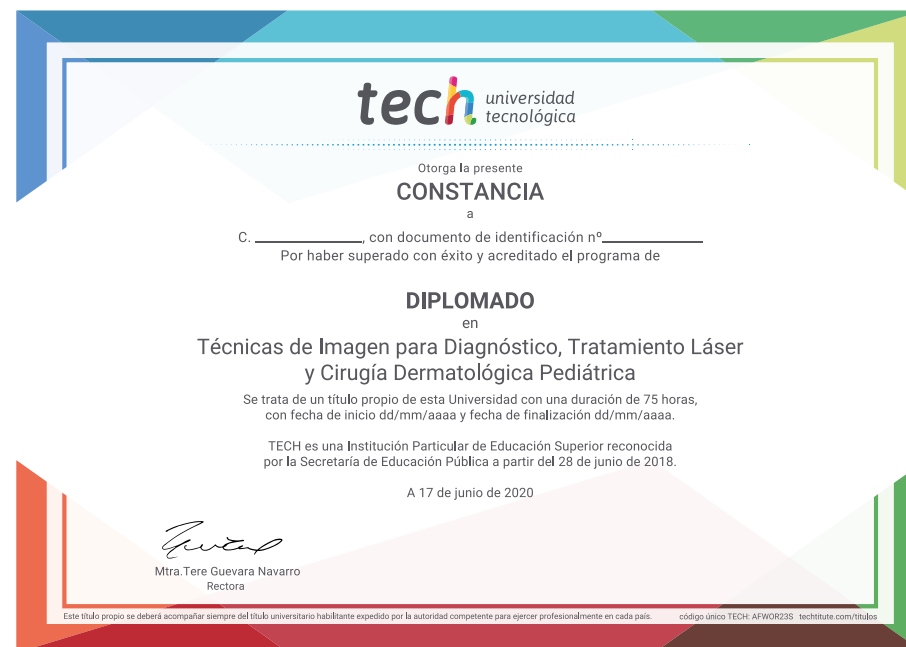 tech universidad
tecnológica
Otorga la presente
CONSTANCIA
a
C. ____________, con documento de identificación nº____________
Por haber superado con éxito y acreditado el programa de
DIPLOMADO
en
Técnicas de Imagen para Diagnóstico, Tratamiento Láser
y Cirugía Dermatológica Pediátrica
Se trata de un título propio de esta Universidad con una duración de 75 horas,
con fecha de inicio dd/mm/aaaa y fecha de finalización dd/mm/aaaa.
TECH es una Institución Particular de Educación Superior reconocida
por la Secretaría de Educación Pública a partir del 28 de junio de 2018.
A 17 de junio de 2020
Mtra.Tere Guevara Navarro
Rectora
Este título propio se deberá acompañar siempre del título universitario habilitante expedido por la autoridad competente para ejercer profesionalmente en cada país. código único TECH: AFWOR23S techtitute.com/titulos